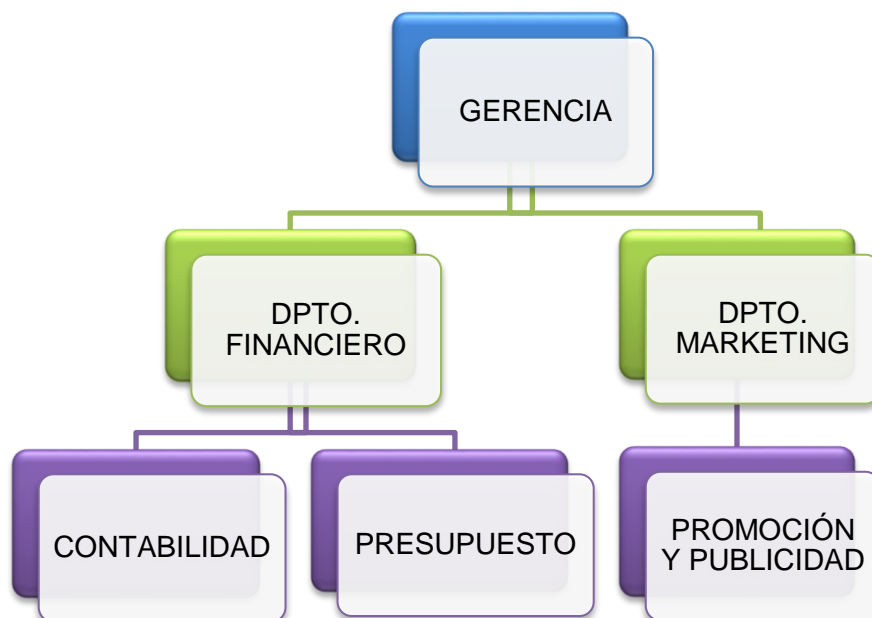 GERENCIA
DPTO.
FINANCIERO
DPTO.
MARKETING
CONTABILIDAD
PRESUPUESTO
PROMOCIÓN
Y PUBLICIDAD